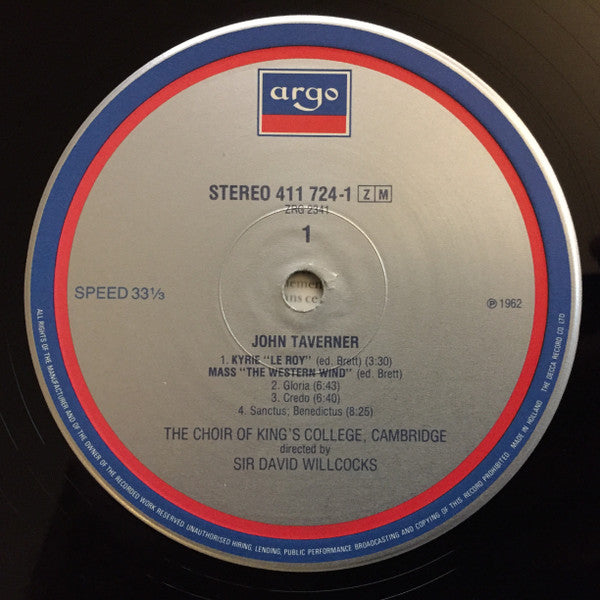 argo
STEREO 411 724-1 Z M
ZRG 2341
1
SPEED 33⅓
℗ 1962
JOHN TAVERNER
1. KYRIE "LE ROY" (ed. Brett) (3:30)
MASS "THE WESTERN WIND" (ed. Brett)
2. Gloria (6:43)
3. Credo (6:40)
4. Sanctus; Benedictus (8:25)
THE CHOIR OF KING'S COLLEGE, CAMBRIDGE
directed by
SIR DAVID WILLCOCKS
ALL RIGHTS OF THE MANUFACTURER AND OF THE OWNER OF THE RECORDED WORK RESERVED. UNAUTHORISED HIRING, LENDING, PUBLIC PERFORMANCE, BROADCASTING AND COPYING OF THIS RECORD PROHIBITED. MADE IN HOLLAND THE DECCA RECORD CO. LTD.